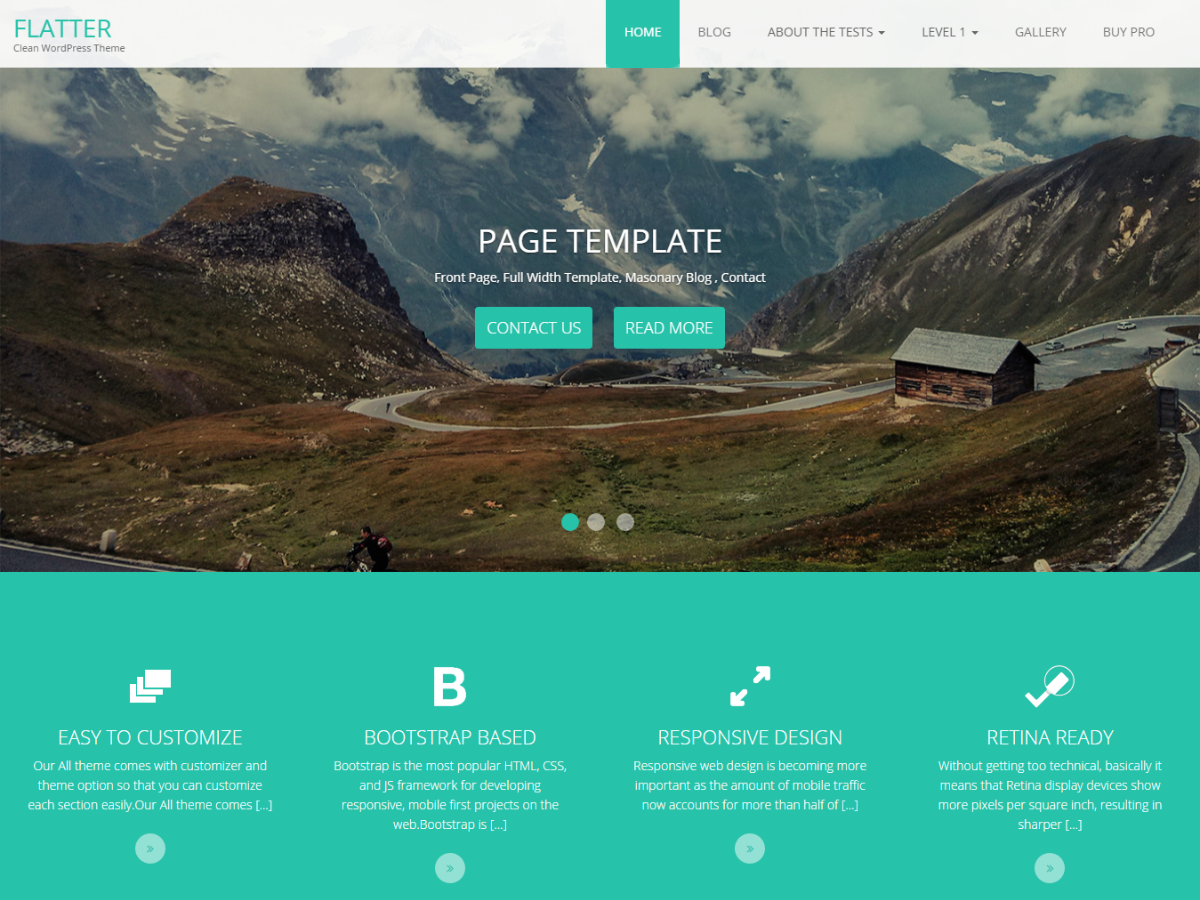 FLATTER
Clean WordPress Theme
HOME
BLOG
ABOUT THE TESTS
LEVEL 1
GALLERY
BUY PRO
PAGE TEMPLATE
Front Page, Full Width Template, Masonary Blog , Contact
CONTACT US
READ MORE
B
EASY TO CUSTOMIZE
Our All theme comes with customizer and
theme option so that you can customize
each section easily.Our All theme comes [...]
»
BOOTSTRAP BASED
Bootstrap is the most popular HTML, CSS,
and JS framework for developing
responsive, mobile first projects on the
web.Bootstrap is [...]
»
RESPONSIVE DESIGN
Responsive web design is becoming more
important as the amount of mobile traffic
now accounts for more than half of [...]
»
RETINA READY
Without getting too technical, basically it
means that Retina display devices show
more pixels per square inch, resulting in
sharper [...]
»